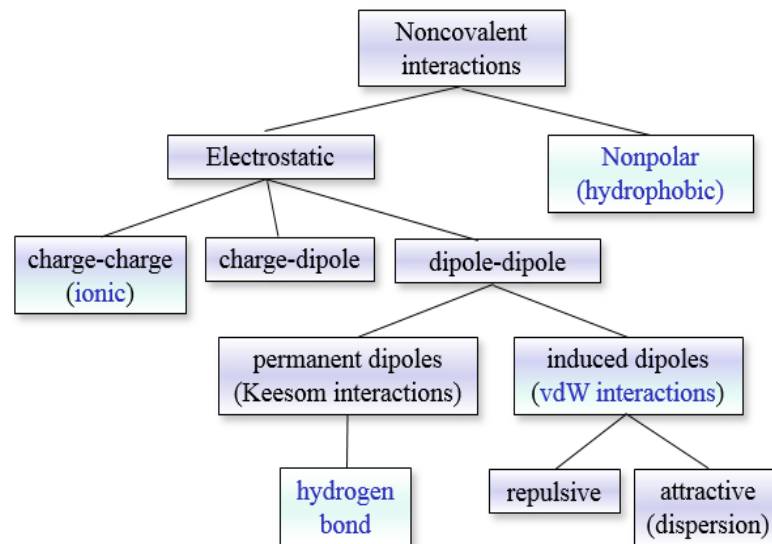 Noncovalent
interactions
Electrostatic
Nonpolar
(hydrophobic)
charge-charge
(ionic)
charge-dipole
dipole-dipole
permanent dipoles
(Keesom interactions)
induced dipoles
(vdW interactions)
hydrogen
bond
repulsive
attractive
(dispersion)